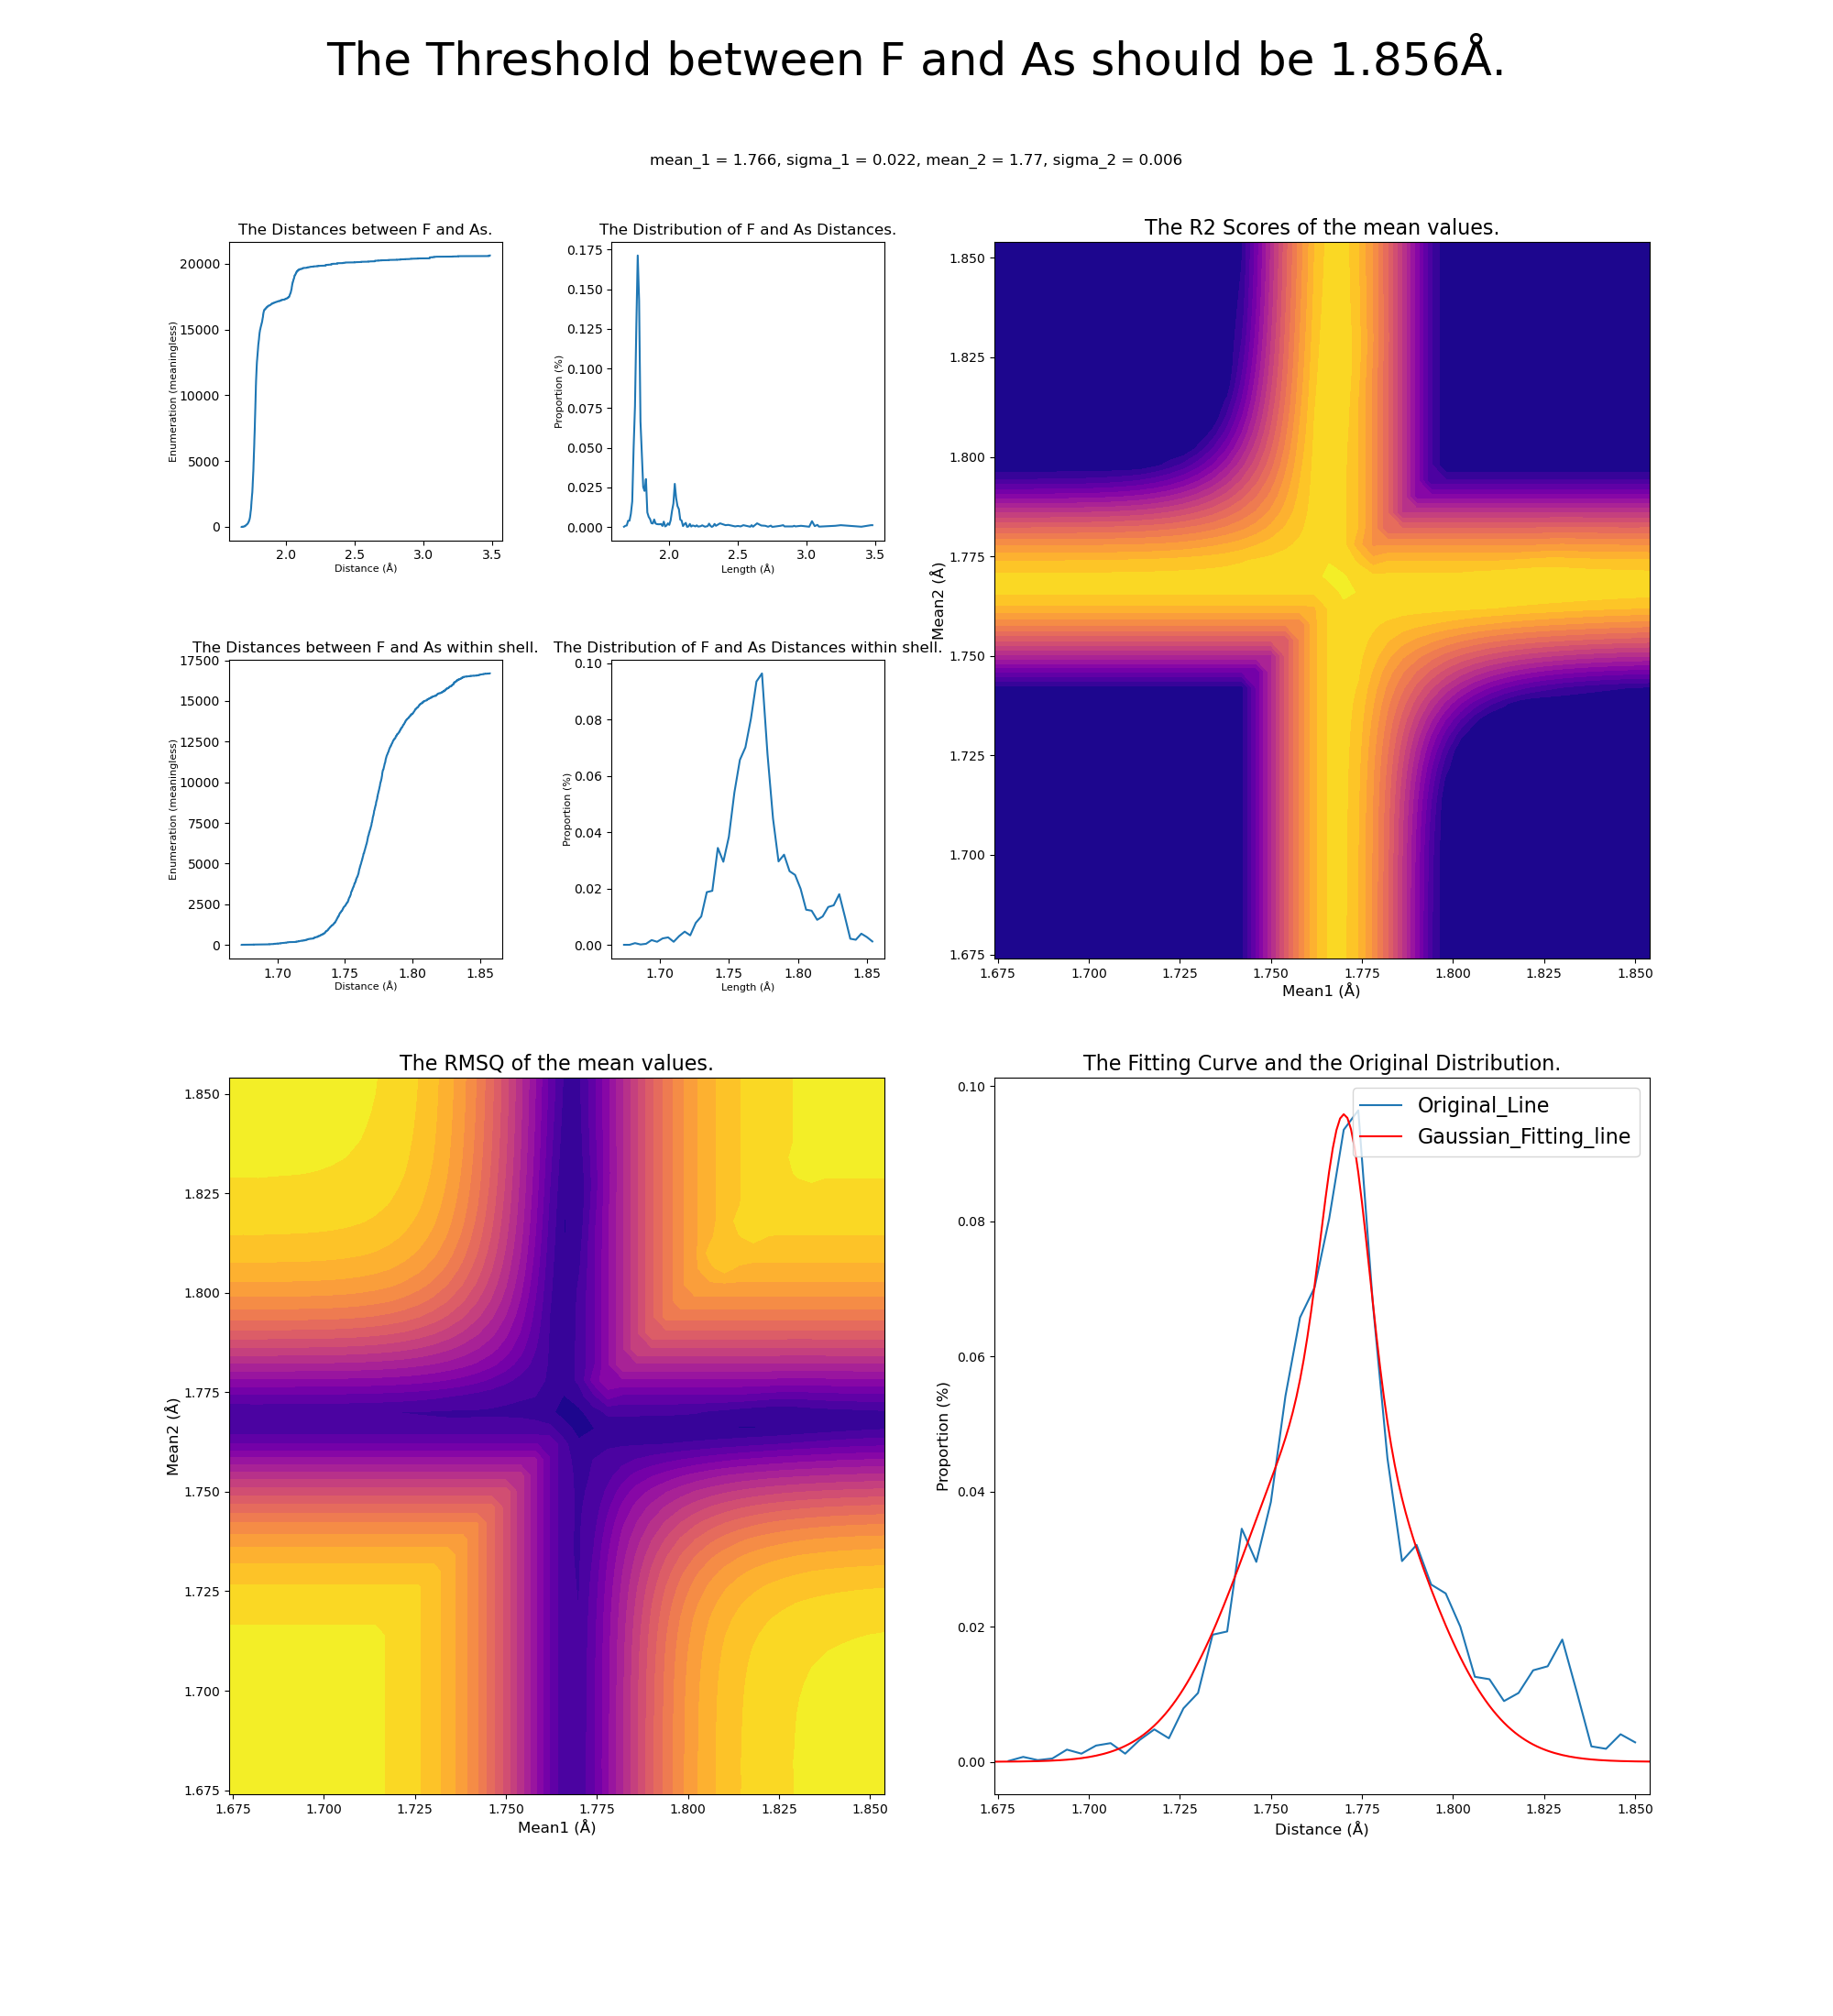 The Threshold between F and As should be 1.856Å.
mean_1 = 1.766, sigma_1 = 0.022, mean_2 = 1.77, sigma_2 = 0.006
The Distances between F and As.
20000
15000
10000
5000
0
Enumeration (meaningless)
2.0 2.5 3.0 3.5
Distance (Å)
The Distribution of F and As Distances.
0.175
0.150
0.125
0.100
0.075
0.050
0.025
0.000
Proportion (%)
2.0 2.5 3.0 3.5
Length (Å)
The R2 Scores of the mean values.
1.850
1.825
1.800
1.775
1.750
1.725
1.700
1.675
Mean2 (Å)
1.675 1.700 1.725 1.750 1.775 1.800 1.825 1.850
Mean1 (Å)
The Distances between F and As within shell.
17500
15000
12500
10000
7500
5000
2500
0
Enumeration (meaningless)
1.70 1.75 1.80 1.85
Distance (Å)
The Distribution of F and As Distances within shell.
0.10
0.08
0.06
0.04
0.02
0.00
Proportion (%)
1.70 1.75 1.80 1.85
Length (Å)
The RMSQ of the mean values.
1.850
1.825
1.800
1.775
1.750
1.725
1.700
1.675
Mean2 (Å)
1.675 1.700 1.725 1.750 1.775 1.800 1.825 1.850
Mean1 (Å)
The Fitting Curve and the Original Distribution.
Original_Line
Gaussian_Fitting_line
0.10
0.08
0.06
0.04
0.02
0.00
Proportion (%)
1.675 1.700 1.725 1.750 1.775 1.800 1.825 1.850
Distance (Å)